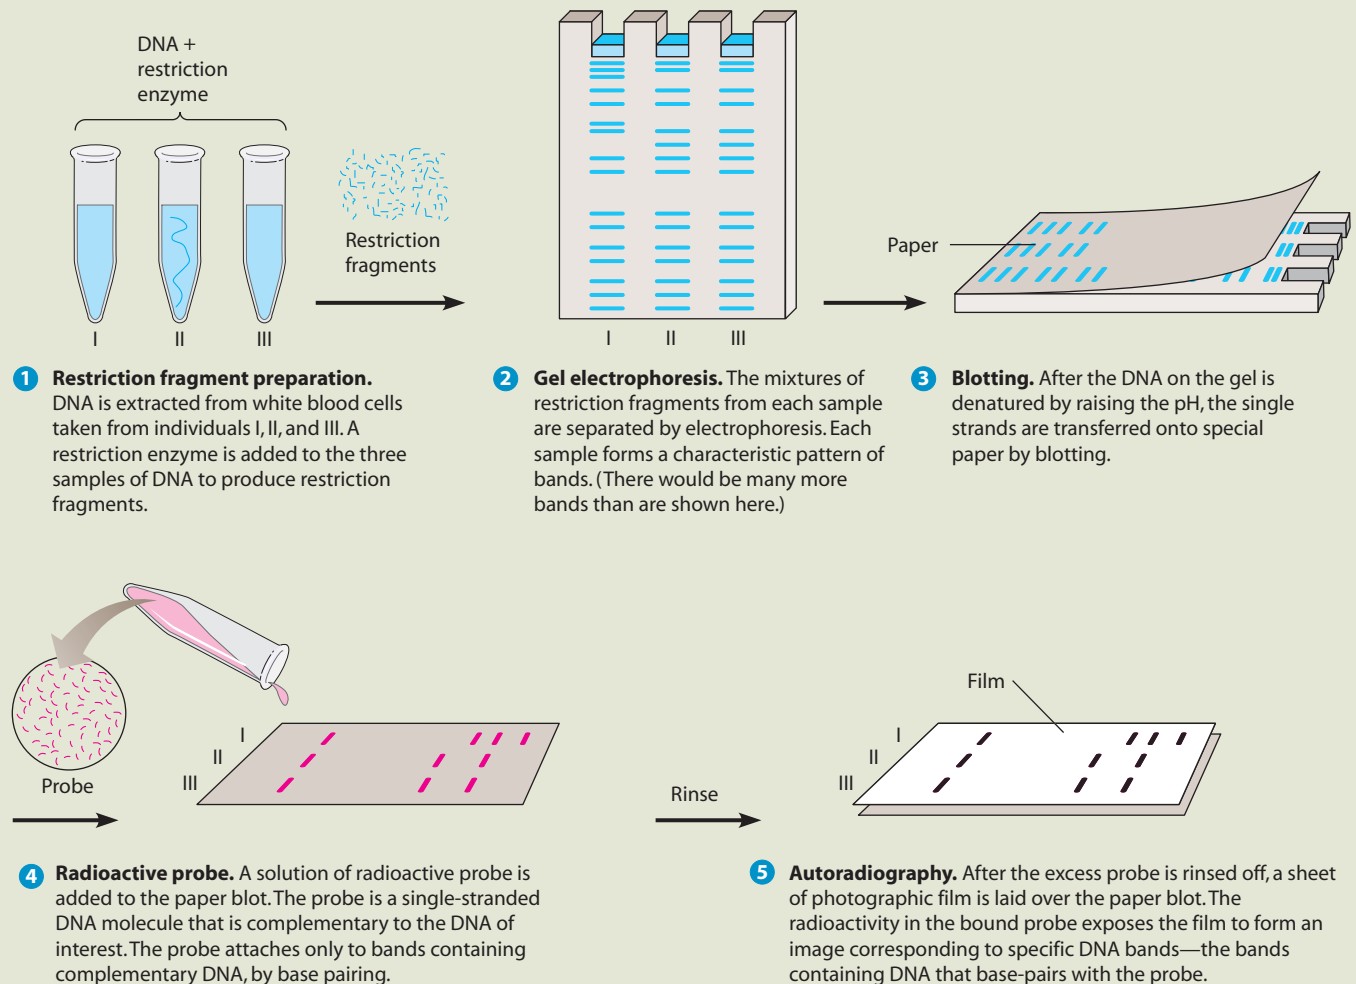 DNA +
restriction
enzyme
Restriction
fragments
I II III
I II III
Paper
1 Restriction fragment preparation.
DNA is extracted from white blood cells
taken from individuals I, II, and III. A
restriction enzyme is added to the three
samples of DNA to produce restriction
fragments.
2 Gel electrophoresis. The mixtures of
restriction fragments from each sample
are separated by electrophoresis. Each
sample forms a characteristic pattern of
bands. (There would be many more
bands than are shown here.)
3 Blotting. After the DNA on the gel is
denatured by raising the pH, the single
strands are transferred onto special
paper by blotting.
Probe
I
II
III
Rinse
Film
I
II
III
4 Radioactive probe. A solution of radioactive probe is
added to the paper blot. The probe is a single-stranded
DNA molecule that is complementary to the DNA of
interest. The probe attaches only to bands containing
complementary DNA, by base pairing.
5 Autoradiography. After the excess probe is rinsed off, a sheet
of photographic film is laid over the paper blot. The
radioactivity in the bound probe exposes the film to form an
image corresponding to specific DNA bands—the bands
containing DNA that base-pairs with the probe.